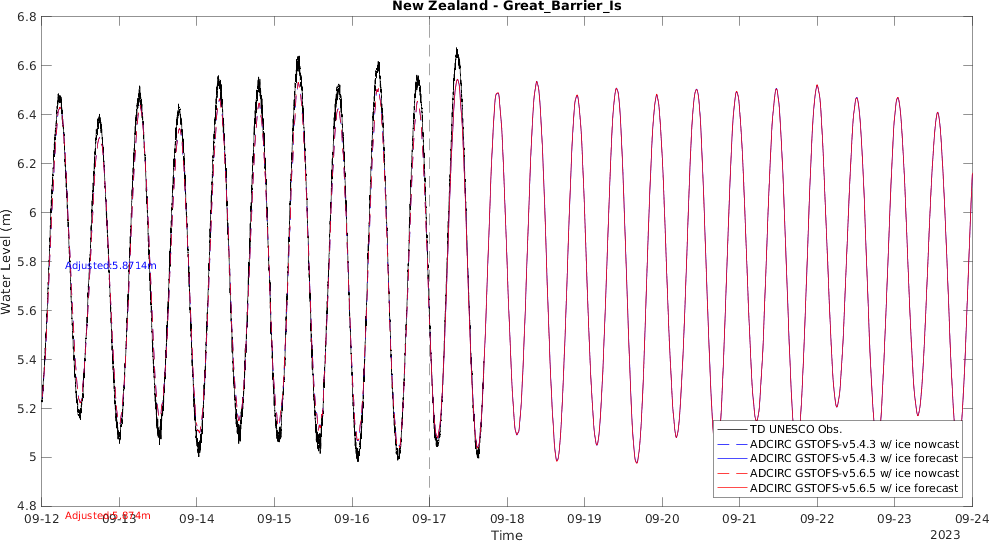 New Zealand - Great_Barrier_Is
6.8
6.6
6.4
6.2
6
5.8
5.6
5.4
5.2
5
4.8
Water Level (m)
Adjusted:5.8714m
Adjusted:5.874m
TD UNESCO Obs.
ADCIRC GSTOFS-v5.4.3 w/ ice nowcast
ADCIRC GSTOFS-v5.4.3 w/ ice forecast
ADCIRC GSTOFS-v5.6.5 w/ ice nowcast
ADCIRC GSTOFS-v5.6.5 w/ ice forecast
09-12 09-13 09-14 09-15 09-16 09-17 09-18 09-19 09-20 09-21 09-22 09-23 09-24
Time
2023